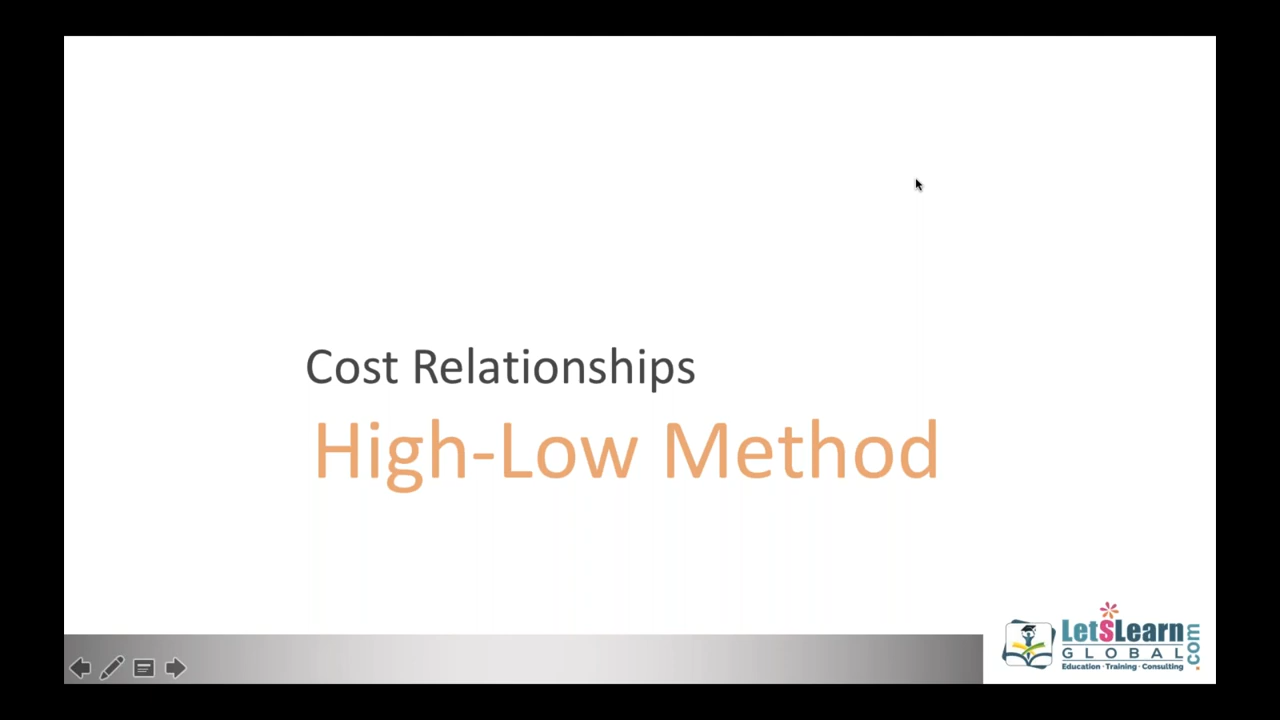 Cost Relationships
High-Low Method
LetSLearn
GLOBAL
.com
Education · Training · Consulting